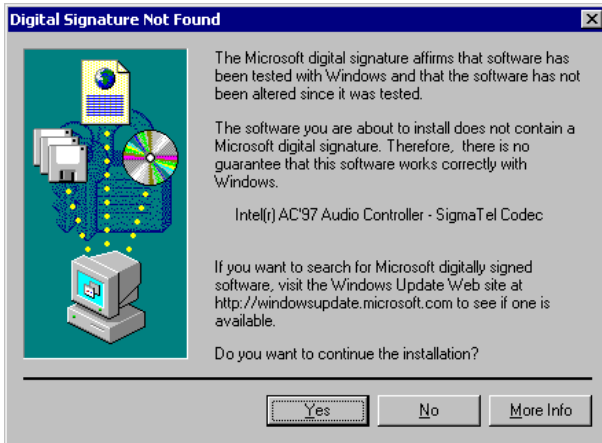 Digital Signature Not Found
The Microsoft digital signature affirms that software has
been tested with Windows and that the software has not
been altered since it was tested.
The software you are about to install does not contain a
Microsoft digital signature. Therefore, there is no
guarantee that this software works correctly with
Windows.
Intel(r) AC'97 Audio Controller - SigmaTel Codec
If you want to search for Microsoft digitally signed
software, visit the Windows Update Web site at
http://windowsupdate.microsoft.com to see if one is
available.
Do you want to continue the installation?
Yes No More Info